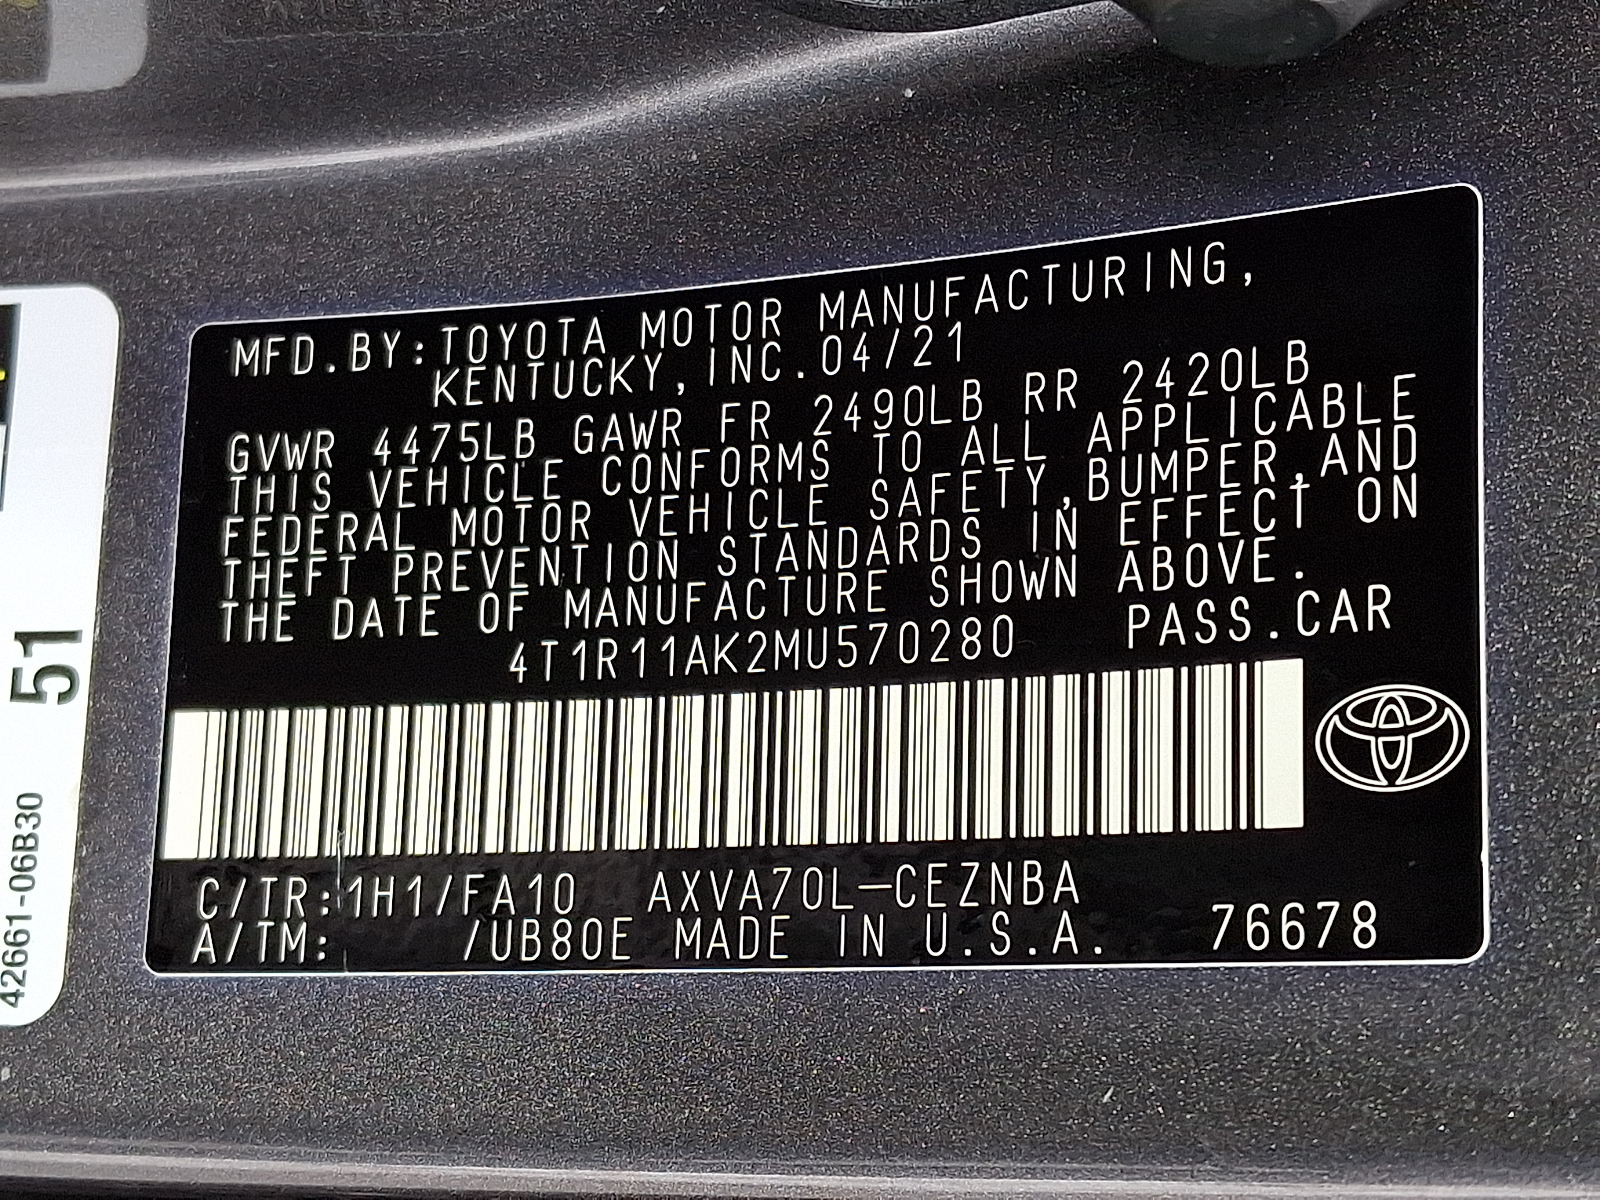 MFD.BY:TOYOTA MOTOR MANUFACTURING,
KENTUCKY, INC.04/21
GVWR 4475LB GAWR FR 2490LB RR 2420LB
THIS VEHICLE CONFORMS TO ALL APPLICABLE
FEDERAL MOTOR VEHICLE SAFETY,BUMPER,AND
THEFT PREVENTION STANDARDS IN EFFECT ON
THE DATE OF MANUFACTURE SHOWN ABOVE.
4T1R11AK2MU570280 PASS.CAR
C/TR:1H1/FA10 AXVA70L-CEZNBA
A/TM: /UB80E MADE IN U.S.A. 76678
51
42661-06B30